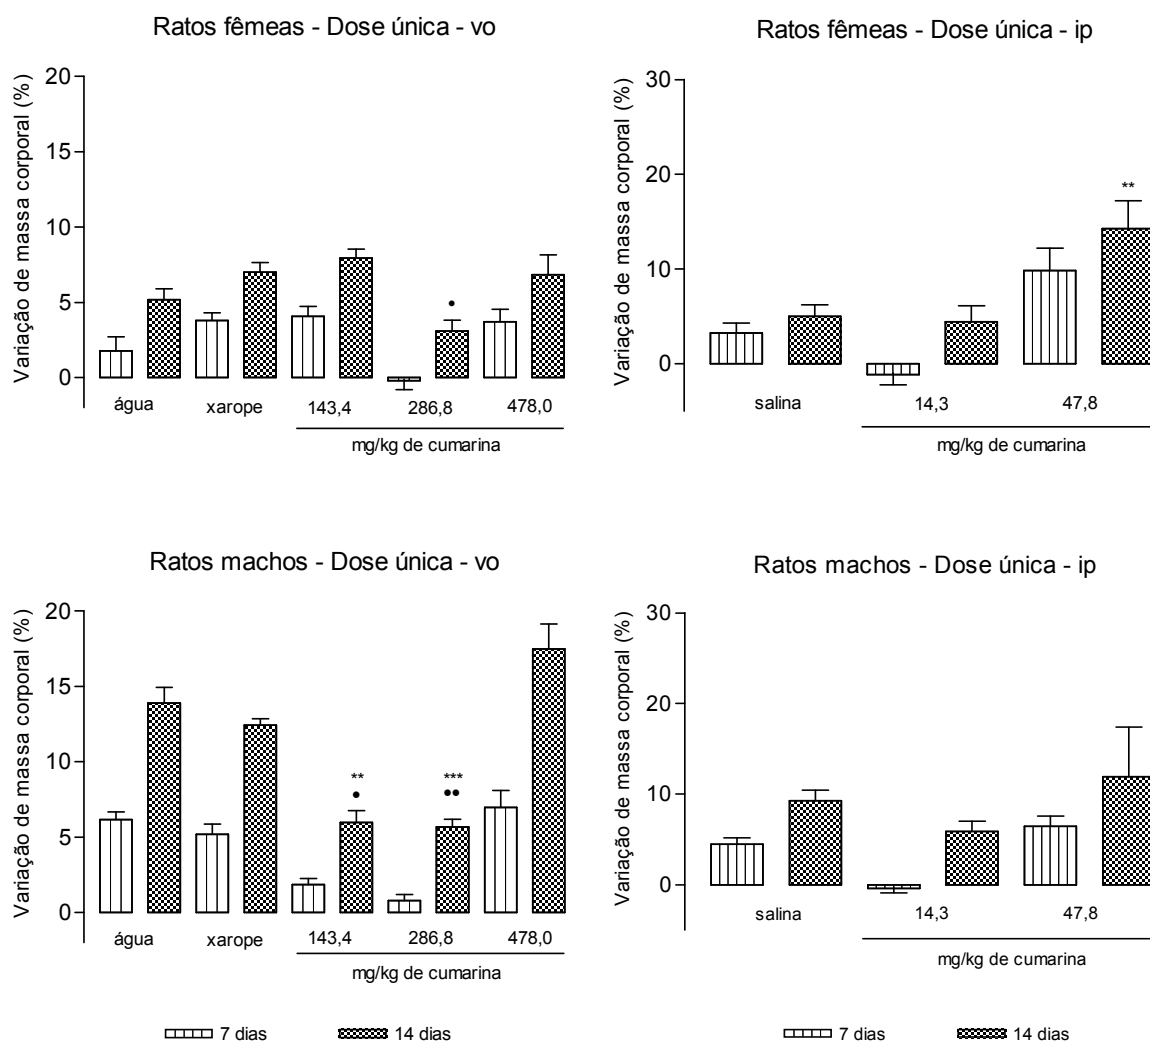 Ratos fêmeas - Dose única - vo
Variação de massa corporal (%)
20
15
10
5
0
•
água
xarope
143,4
286,8
478,0
mg/kg de cumarina
Ratos fêmeas - Dose única - ip
Variação de massa corporal (%)
30
20
10
0
**
salina
14,3
47,8
mg/kg de cumarina
Ratos machos - Dose única - vo
Variação de massa corporal (%)
20
15
10
5
0
**
•
***
••
água
xarope
143,4
286,8
478,0
mg/kg de cumarina
7 dias
14 dias
Ratos machos - Dose única - ip
Variação de massa corporal (%)
30
20
10
0
salina
14,3
47,8
mg/kg de cumarina
7 dias
14 dias